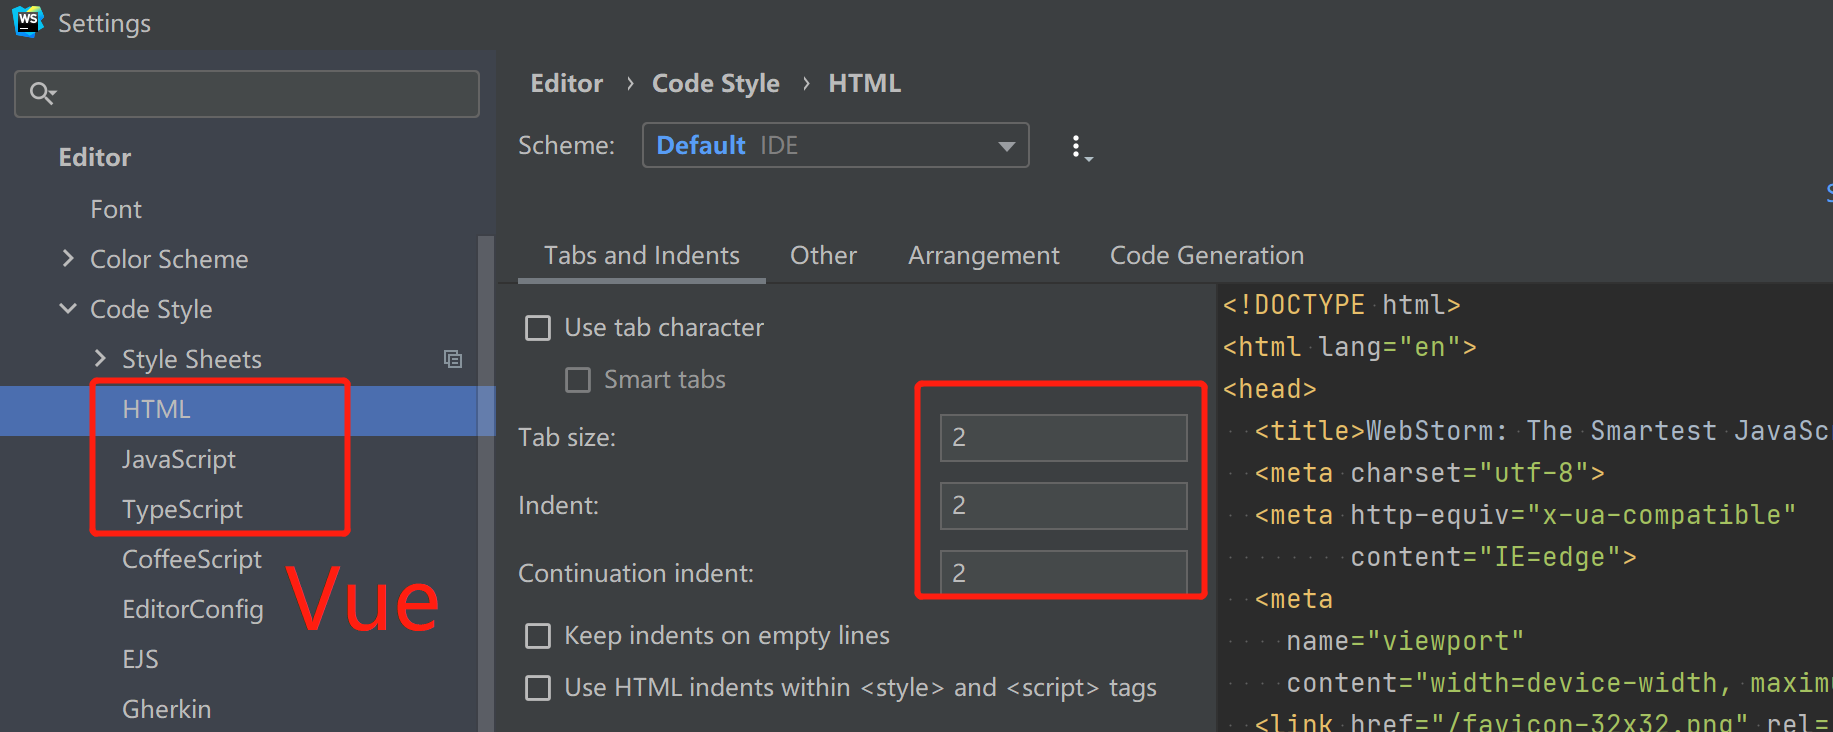 WS
Settings
Editor
Font
Color Scheme
Code Style
Style Sheets
HTML
JavaScript
TypeScript
CoffeeScript
EditorConfig
EJS
Gherkin
Vue
Editor › Code Style › HTML
Scheme: Default IDE
Tabs and Indents Other Arrangement Code Generation
Use tab character
Smart tabs
Tab size: 2
Indent: 2
Continuation indent: 2
Keep indents on empty lines
Use HTML indents within <style> and <script> tags
<!DOCTYPE html>
<html lang="en">
<head>
<title>WebStorm: The Smartest JavaSc
<meta charset="utf-8">
<meta http-equiv="x-ua-compatible"
content="IE=edge">
<meta
name="viewport"
content="width=device-width, maxim
<link href="/favicon-32x32.png" rel=